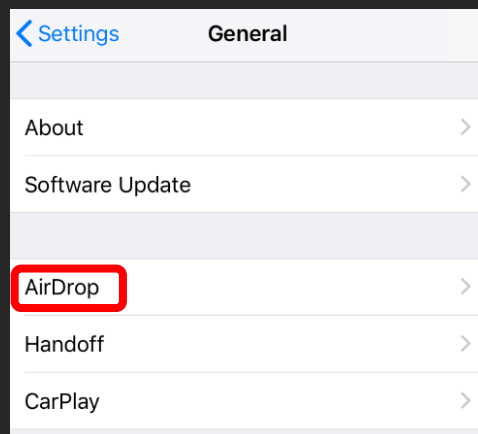 Settings General
About
Software Update
AirDrop
Handoff
CarPlay